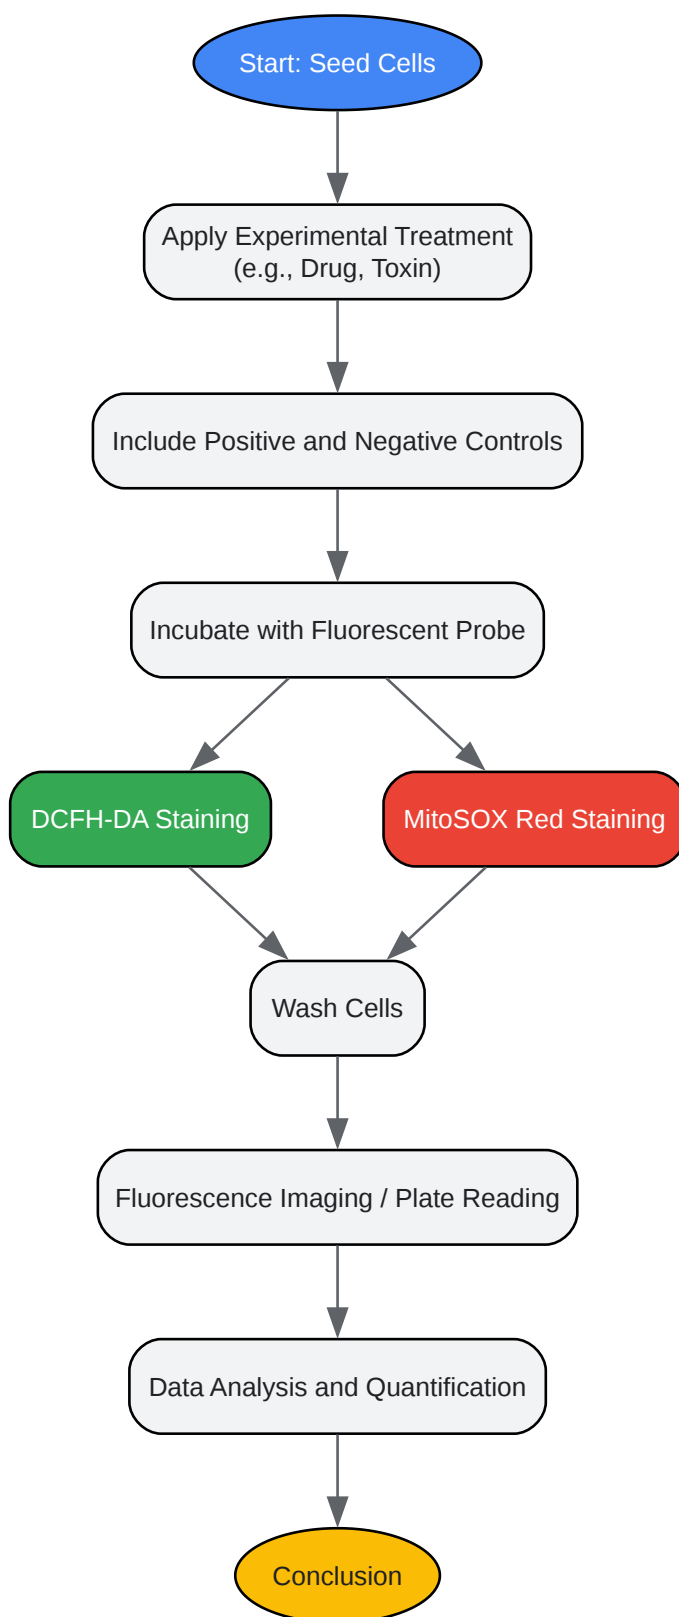 Start: Seed Cells
Apply Experimental Treatment
(e.g., Drug, Toxin)
Include Positive and Negative Controls
Incubate with Fluorescent Probe
DCFH-DA Staining
MitoSOX Red Staining
Wash Cells
Fluorescence Imaging / Plate Reading
Data Analysis and Quantification
Conclusion